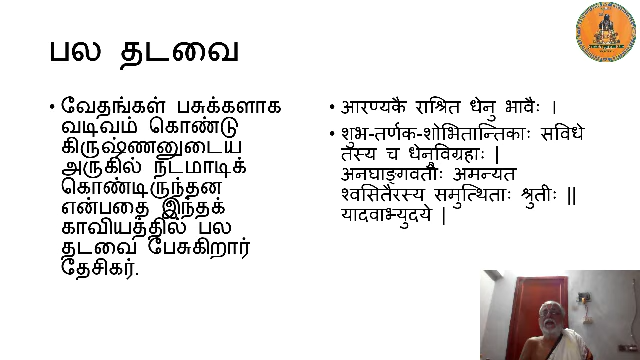 பல தடவை
• வேதங்கள் பசுக்களாக
வடிவம் கொண்டு
கிருஷ்ணனுடைய
அருகில் நடமாடிக்
கொண்டிருந்தன
என்பதை இந்தக்
காவியத்தில் பல
தடவை பேசுகிறார்
தேசிகர்.
• आरण्यकै राश्रित धेनु भावैः ।
• शुभ-तर्णक-शोभितान्तिकाः सविधे
तस्य च धेनुविग्रहाः |
अनघाङ्गवतीः अमन्यत
श्वसितैरस्य समुत्थिताः श्रुतीः ||
यादवाभ्युदये |